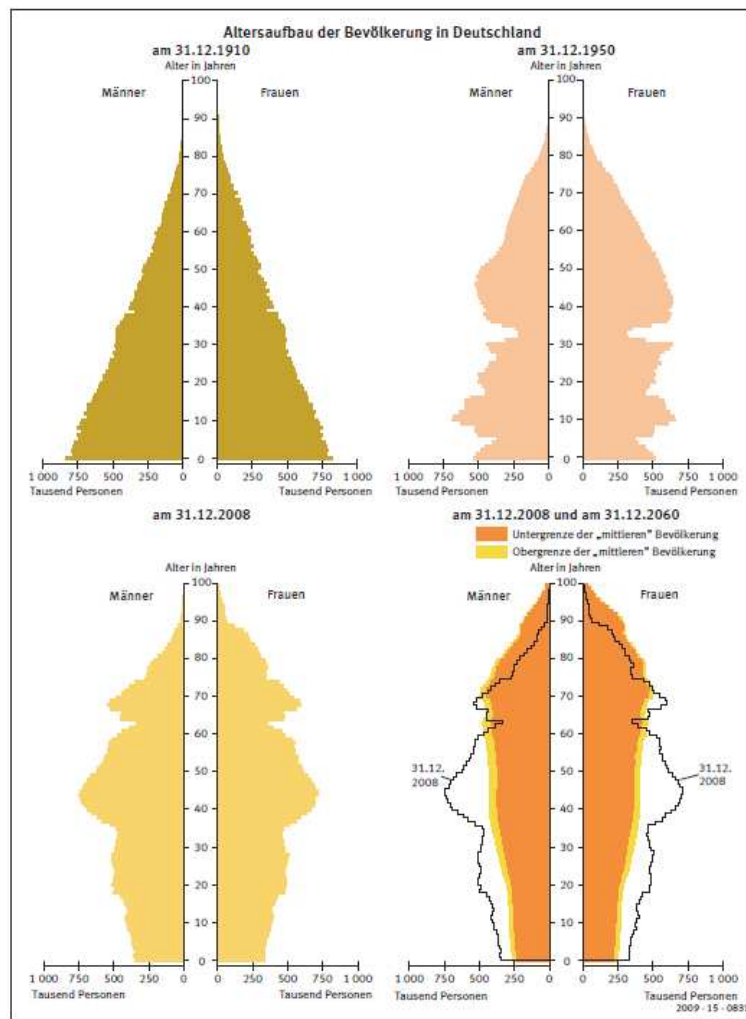 Altersaufbau der Bevölkerung in Deutschland
am 31.12.1910
am 31.12.1950
Alter in Jahren
Männer
Frauen
100
90
80
70
60
50
40
30
20
10
0
1 000 750 500 250 0
0 250 500 750 1 000
Tausend Personen
Tausend Personen
Alter in Jahren
Männer
Frauen
100
90
80
70
60
50
40
30
20
10
0
1 000 750 500 250 0
0 250 500 750 1 000
Tausend Personen
Tausend Personen
am 31.12.2008
Alter in Jahren
Männer
Frauen
100
90
80
70
60
50
40
30
20
10
0
1 000 750 500 250 0
0 250 500 750 1 000
Tausend Personen
Tausend Personen
am 31.12.2008 und am 31.12.2060
Untergrenze der „mittleren" Bevölkerung
Obergrenze der „mittleren" Bevölkerung
Alter in Jahren
Männer
Frauen
100
90
80
70
60
50
40
30
20
10
0
31.12.
2008
31.12.
2008
1 000 750 500 250 0
0 250 500 750 1 000
Tausend Personen
Tausend Personen
2009 - 15 - 0831